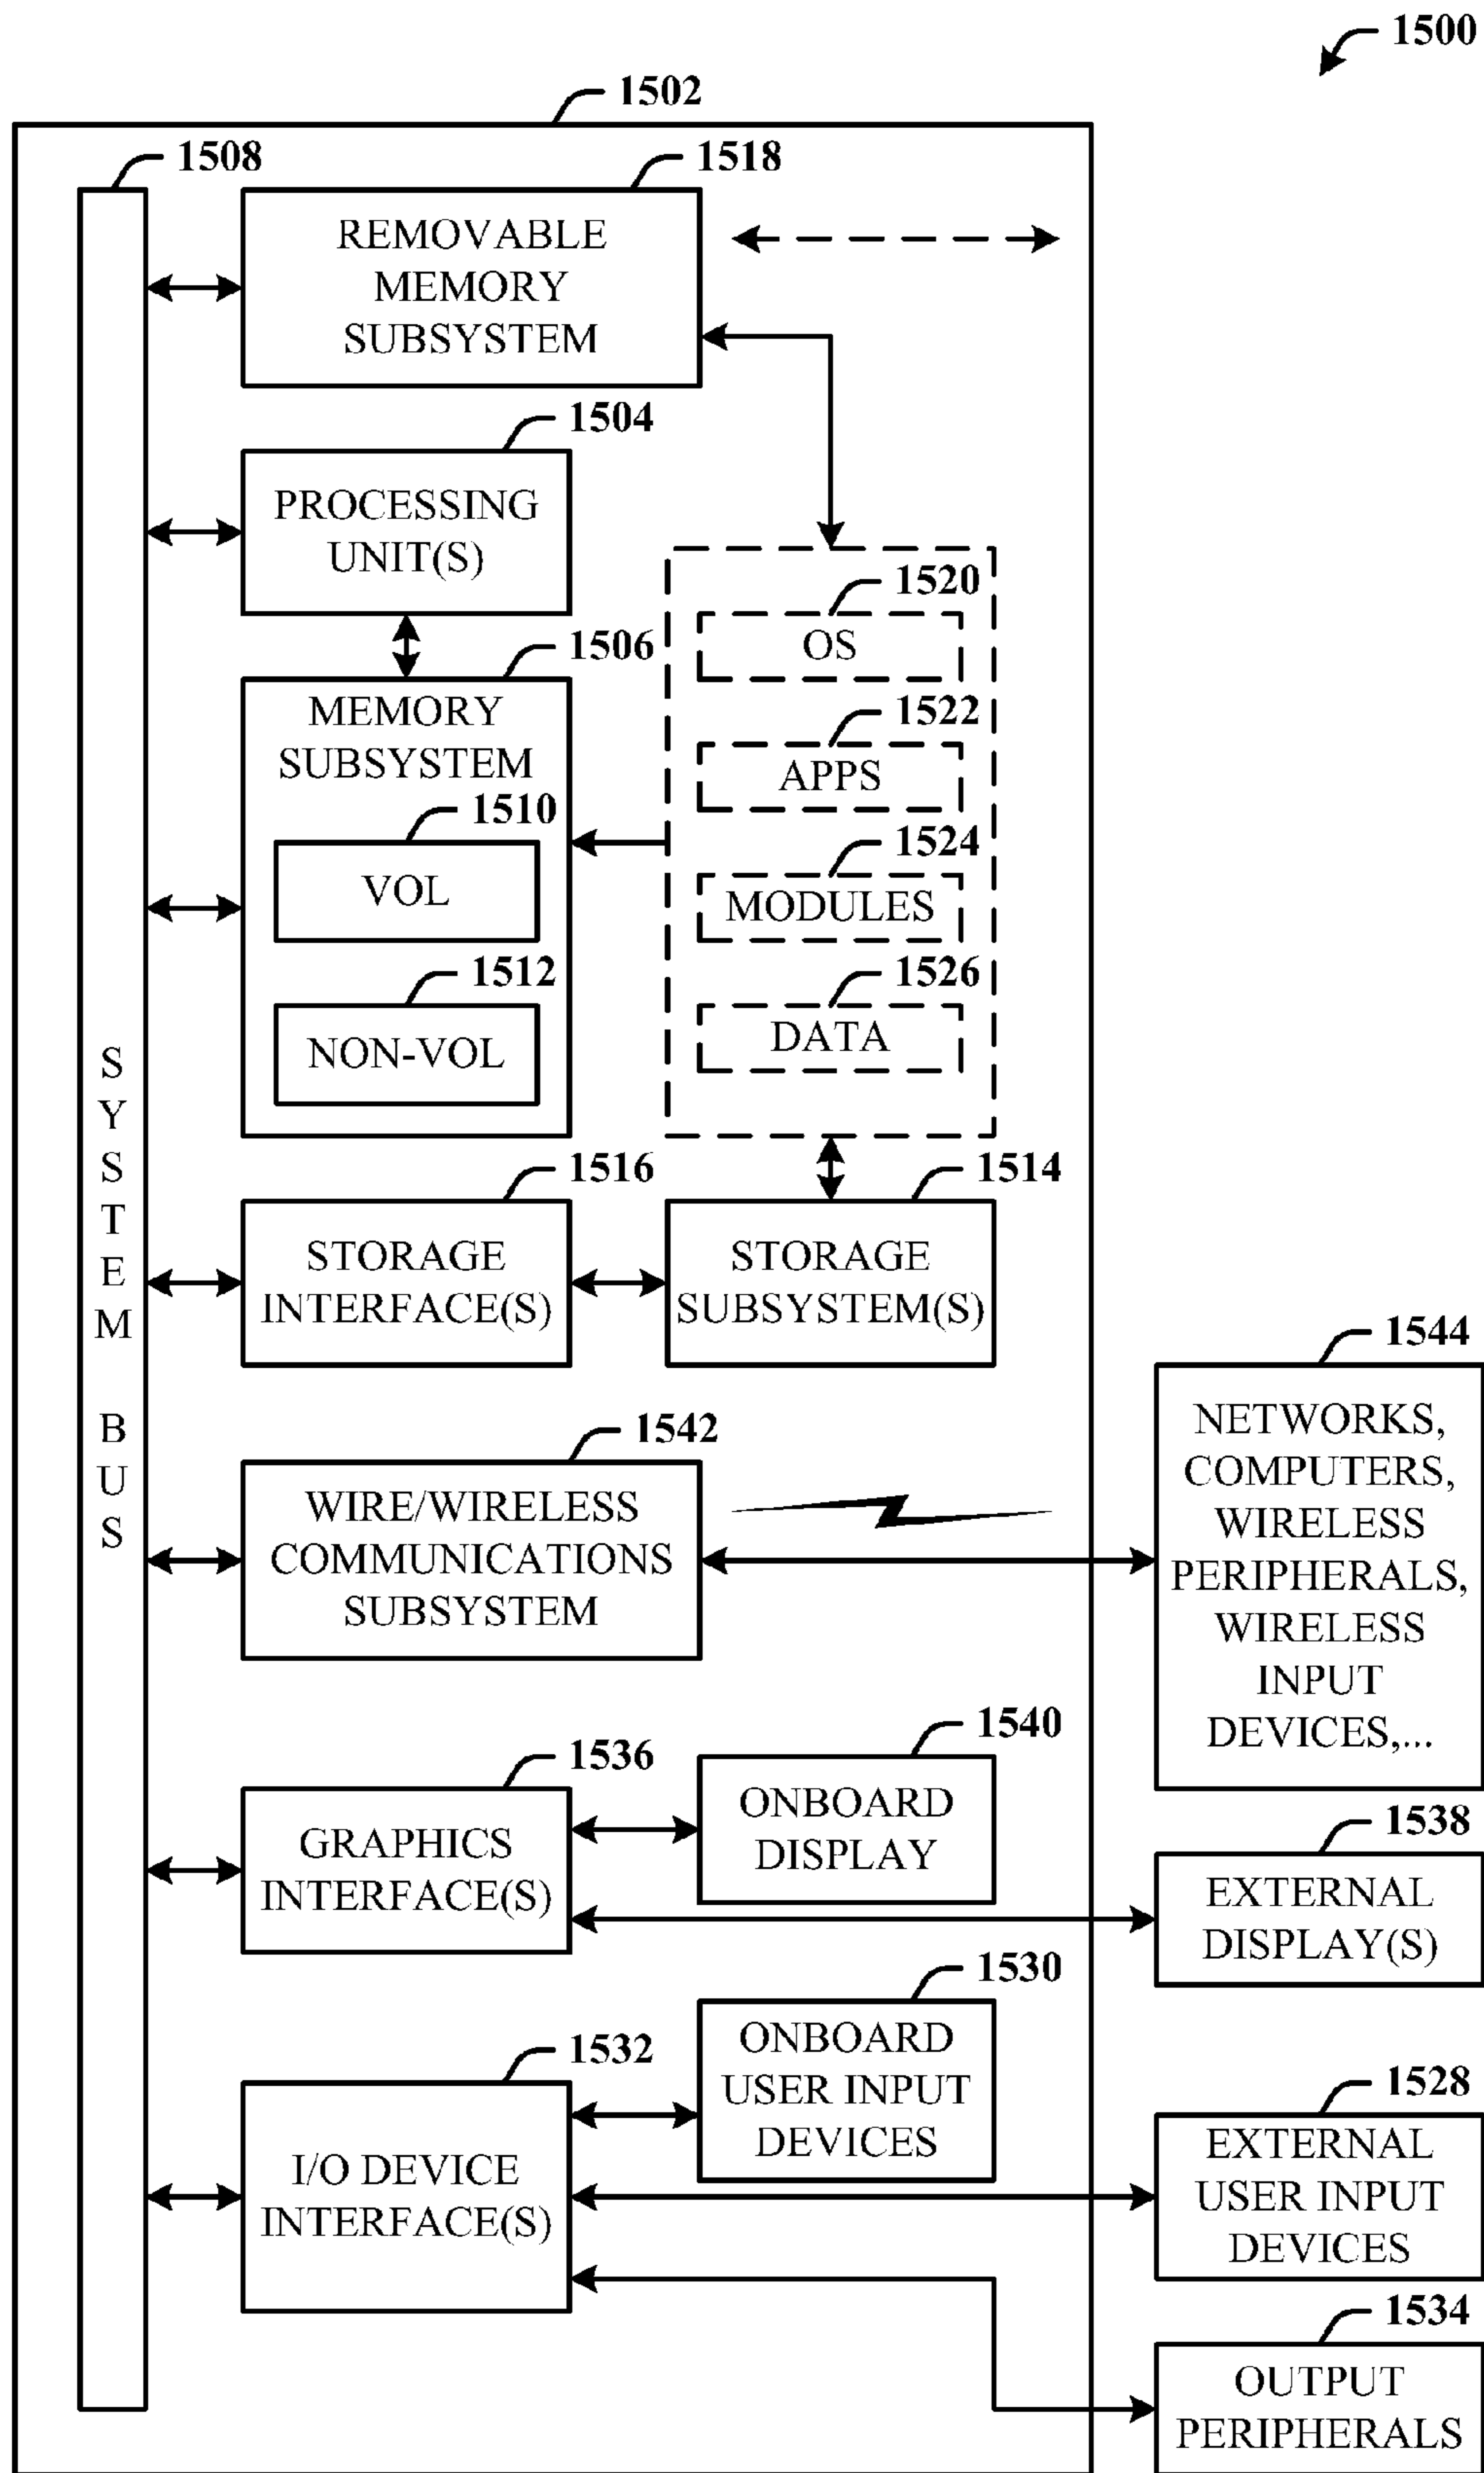 1500
1502
1508
1518
REMOVABLE
MEMORY
SUBSYSTEM
1504
PROCESSING
UNIT(S)
1506
MEMORY
SUBSYSTEM
1510
VOL
1512
NON-VOL
1520
OS
1522
APPS
1524
MODULES
1526
DATA
SYSTEM BUS
1516
STORAGE
INTERFACE(S)
1514
STORAGE
SUBSYSTEM(S)
1542
WIRE/WIRELESS
COMMUNICATIONS
SUBSYSTEM
1544
NETWORKS,
COMPUTERS,
WIRELESS
PERIPHERALS,
WIRELESS
INPUT
DEVICES,...
1536
GRAPHICS
INTERFACE(S)
1540
ONBOARD
DISPLAY
1538
EXTERNAL
DISPLAY(S)
1532
I/O DEVICE
INTERFACE(S)
1530
ONBOARD
USER INPUT
DEVICES
1528
EXTERNAL
USER INPUT
DEVICES
1534
OUTPUT
PERIPHERALS